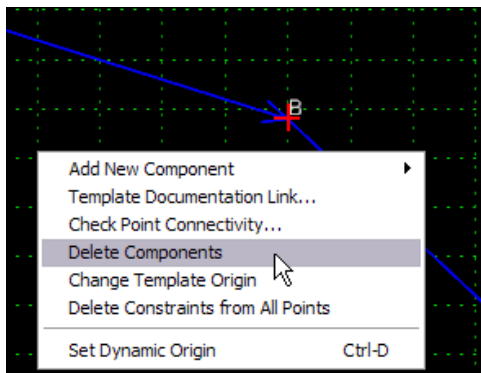 B
Add New Component
Template Documentation Link...
Check Point Connectivity...
Delete Components
Change Template Origin
Delete Constraints from All Points
Set Dynamic Origin Ctrl-D